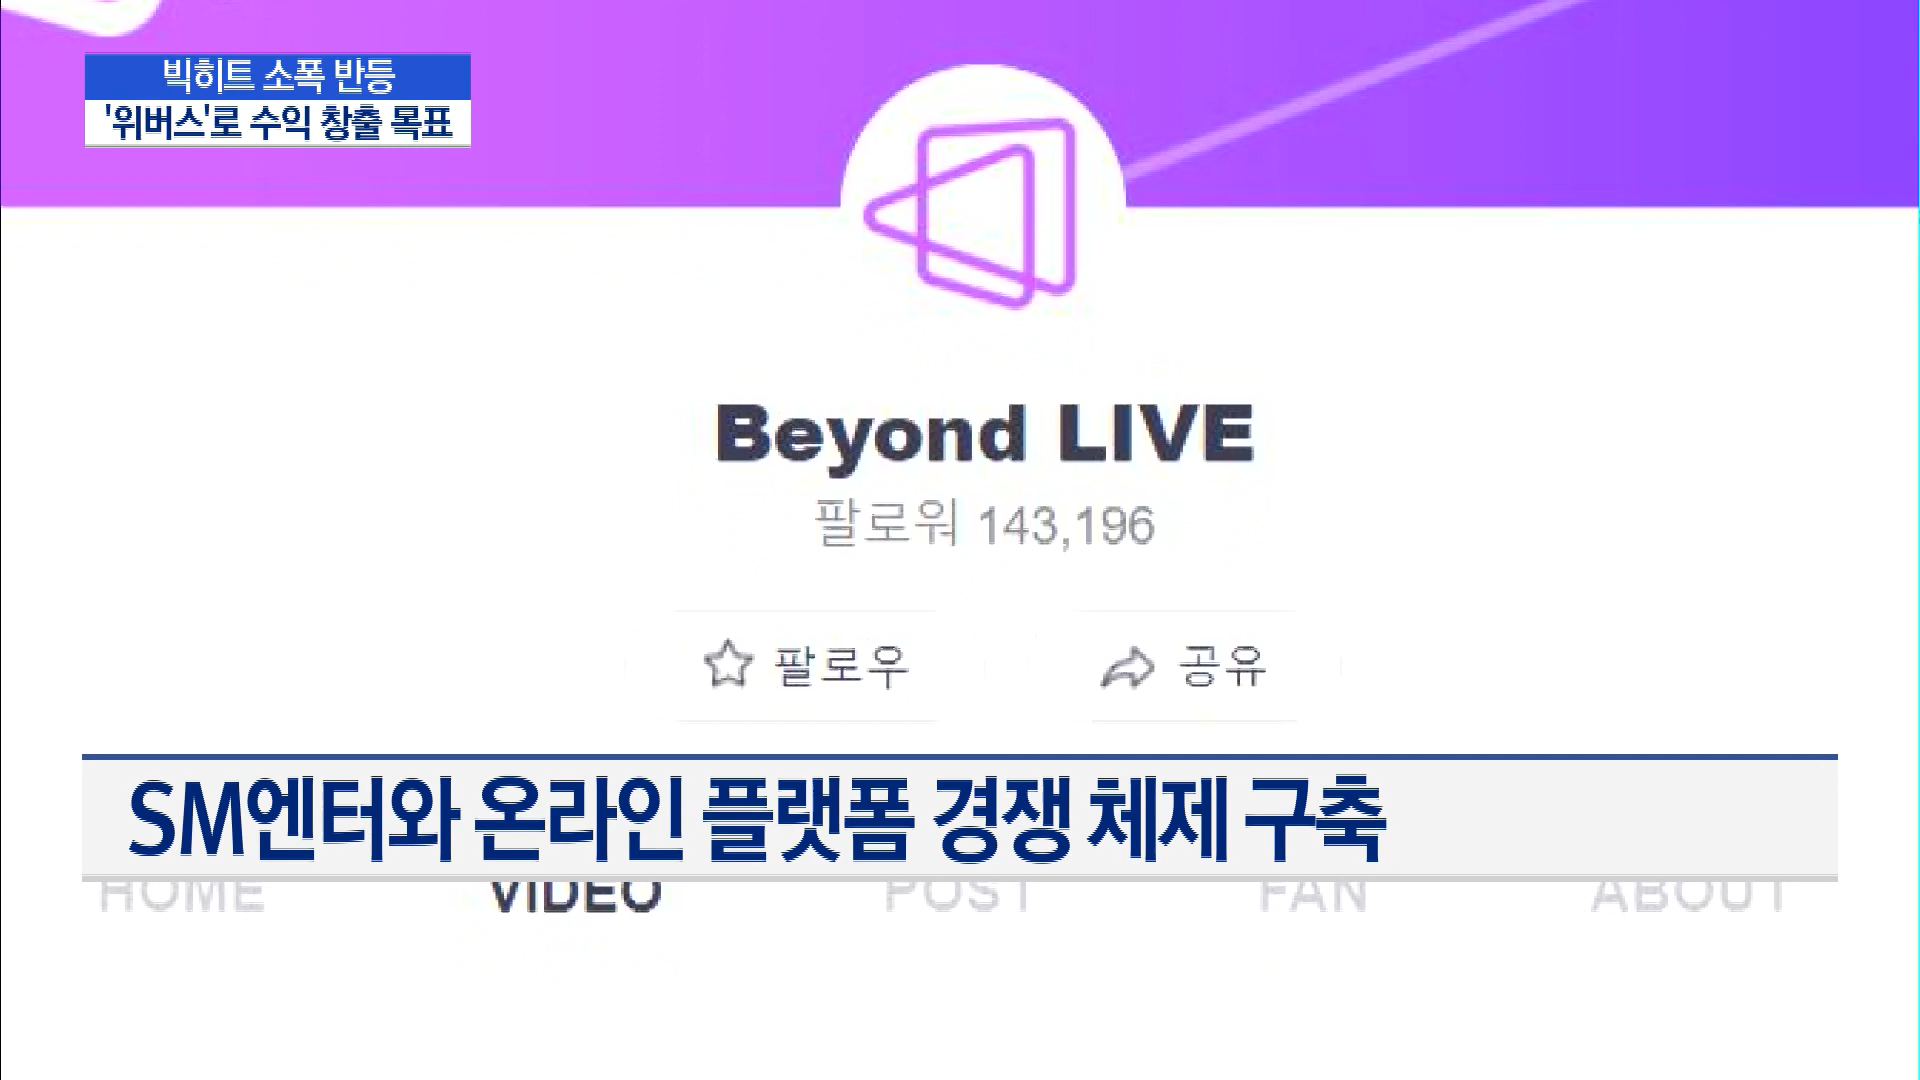 빅히트 소폭 반등
'위버스'로 수익 창출 목표
Beyond LIVE
팔로워 143,196
팔로우 공유
SM엔터와 온라인 플랫폼 경쟁 체제 구축
HOME VIDEO POST FAN ABOUT